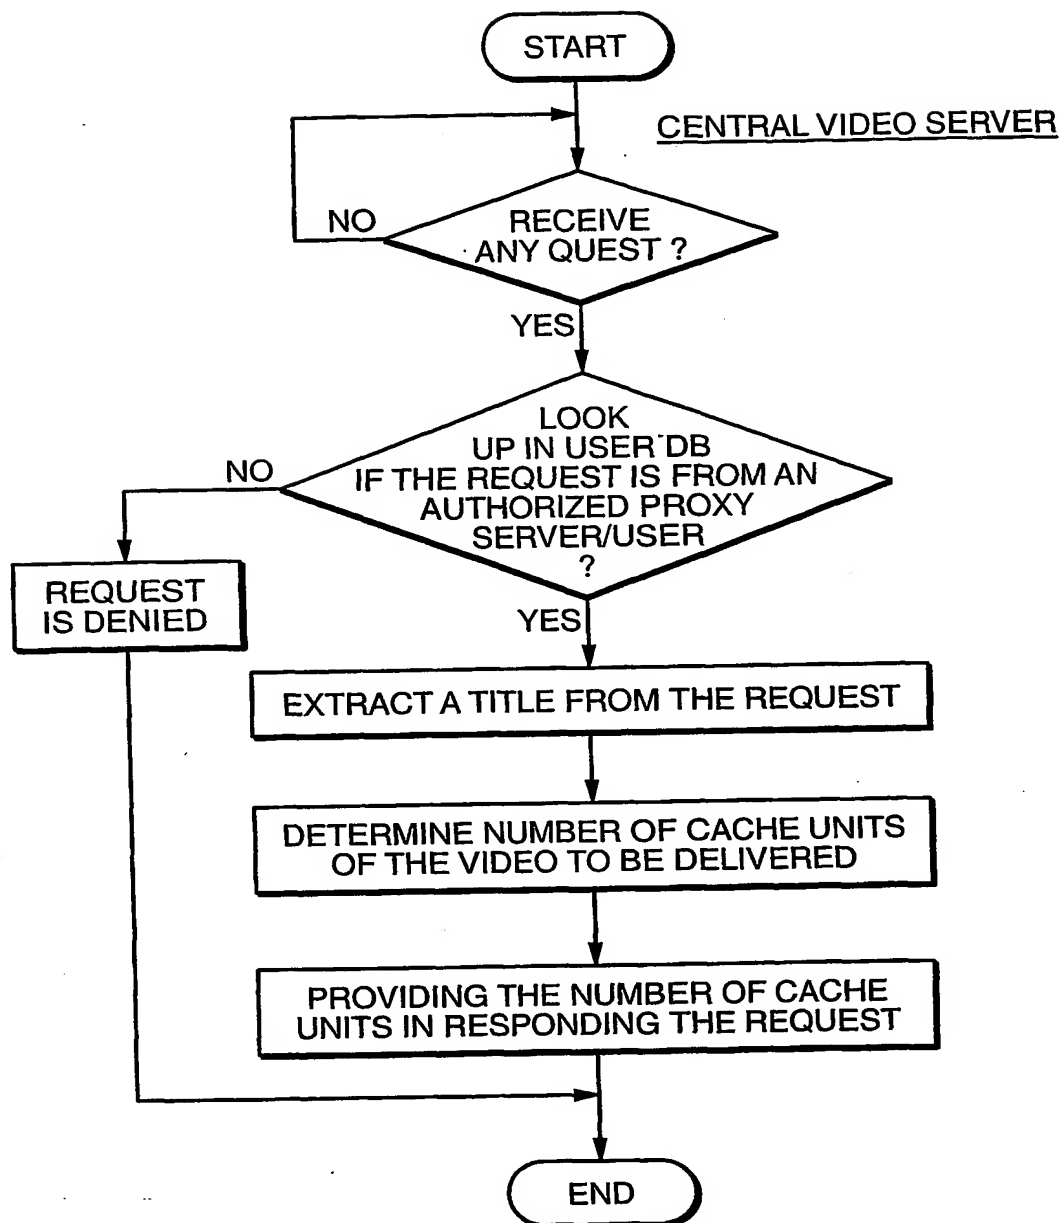 START
CENTRAL VIDEO SERVER
NO
RECEIVE
ANY QUEST ?
YES
LOOK
UP IN USER DB
IF THE REQUEST IS FROM AN
AUTHORIZED PROXY
SERVER/USER
?
NO
REQUEST
IS DENIED
YES
EXTRACT A TITLE FROM THE REQUEST
DETERMINE NUMBER OF CACHE UNITS
OF THE VIDEO TO BE DELIVERED
PROVIDING THE NUMBER OF CACHE
UNITS IN RESPONDING THE REQUEST
END